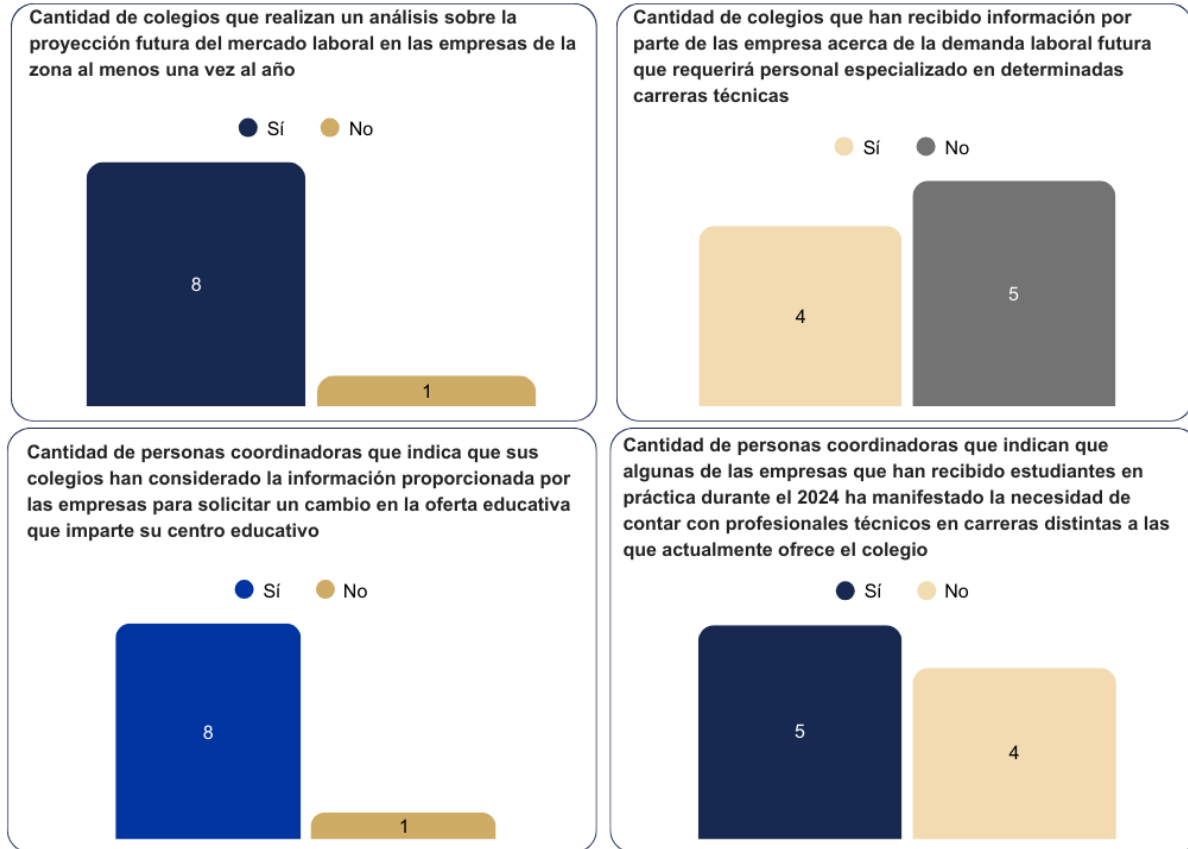 Cantidad de colegios que realizan un análisis sobre la
proyección futura del mercado laboral en las empresas de la
zona al menos una vez al año
Sí No
8
1
Cantidad de colegios que han recibido información por
parte de las empresa acerca de la demanda laboral futura
que requerirá personal especializado en determinadas
carreras técnicas
Sí No
4
5
Cantidad de personas coordinadoras que indica que sus
colegios han considerado la información proporcionada por
las empresas para solicitar un cambio en la oferta educativa
que imparte su centro educativo
Sí No
8
1
Cantidad de personas coordinadoras que indican que
algunas de las empresas que han recibido estudiantes en
práctica durante el 2024 ha manifestado la necesidad de
contar con profesionales técnicos en carreras distintas a las
que actualmente ofrece el colegio
Sí No
5
4